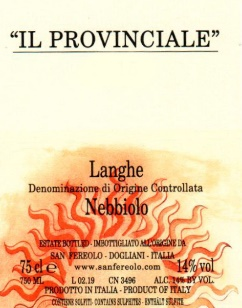 “IL PROVINCIALE”
Langhe
Denominazione di Origine Controllata
Nebbiolo
ESTATE BOTTLED - IMBOTTIGLIATO ALL'ORIGINE DA
SAN FEREOLO - DOGLIANI - ITALIA
75 cl e www.sanfereolo.com 14% vol
750 ML L 02.19 CN 3496 ALC. 14% BY VOL.
PRODOTTO IN ITALIA - PRODUCT OF ITALY
CONTIENE SOLFITI - CONTAINS SULPHITES - ENTHÄLT SULFITE